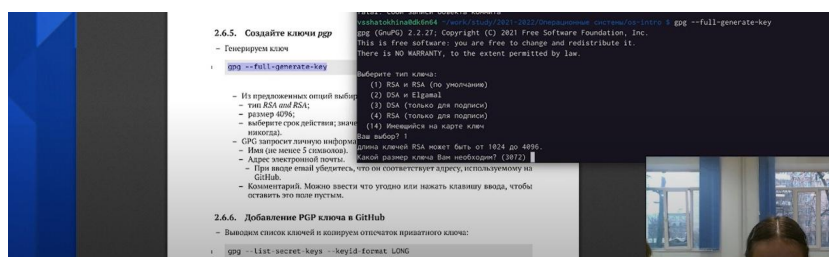 2.6.5. Создайте ключи pgp
– Генерируем ключ
gpg --full-generate-key
– Из предложенных опций выбир
– тип RSA and RSA;
– размер 4096;
– выберите срок действия; значе
никогда).
– GPG запросит личную информа
– Имя (не менее 5 символов).
– Адрес электронной почты.
– При вводе email убедитесь, что он соответствует адресу, используемому на
GitHub.
– Комментарий. Можно ввести что угодно или нажать клавишу ввода, чтобы
оставить это поле пустым.
2.6.6. Добавление PGP ключа в GitHub
– Выводим список ключей и копируем отпечаток приватного ключа:
gpg --list-secret-keys --keyid-format LONG
vsshatokhina@dk6n64 ~/work/study/2021-2022/Операционные системы/os-intro $ gpg --full-generate-key
gpg (GnuPG) 2.2.27; Copyright (C) 2021 Free Software Foundation, Inc.
This is free software: you are free to change and redistribute it.
There is NO WARRANTY, to the extent permitted by law.
Выберите тип ключа:
(1) RSA и RSA (по умолчанию)
(2) DSA и Elgamal
(3) DSA (только для подписи)
(4) RSA (только для подписи)
(14) Имеющийся на карте ключ
Ваш выбор? 1
длина ключей RSA может быть от 1024 до 4096.
Какой размер ключа Вам необходим? (3072)